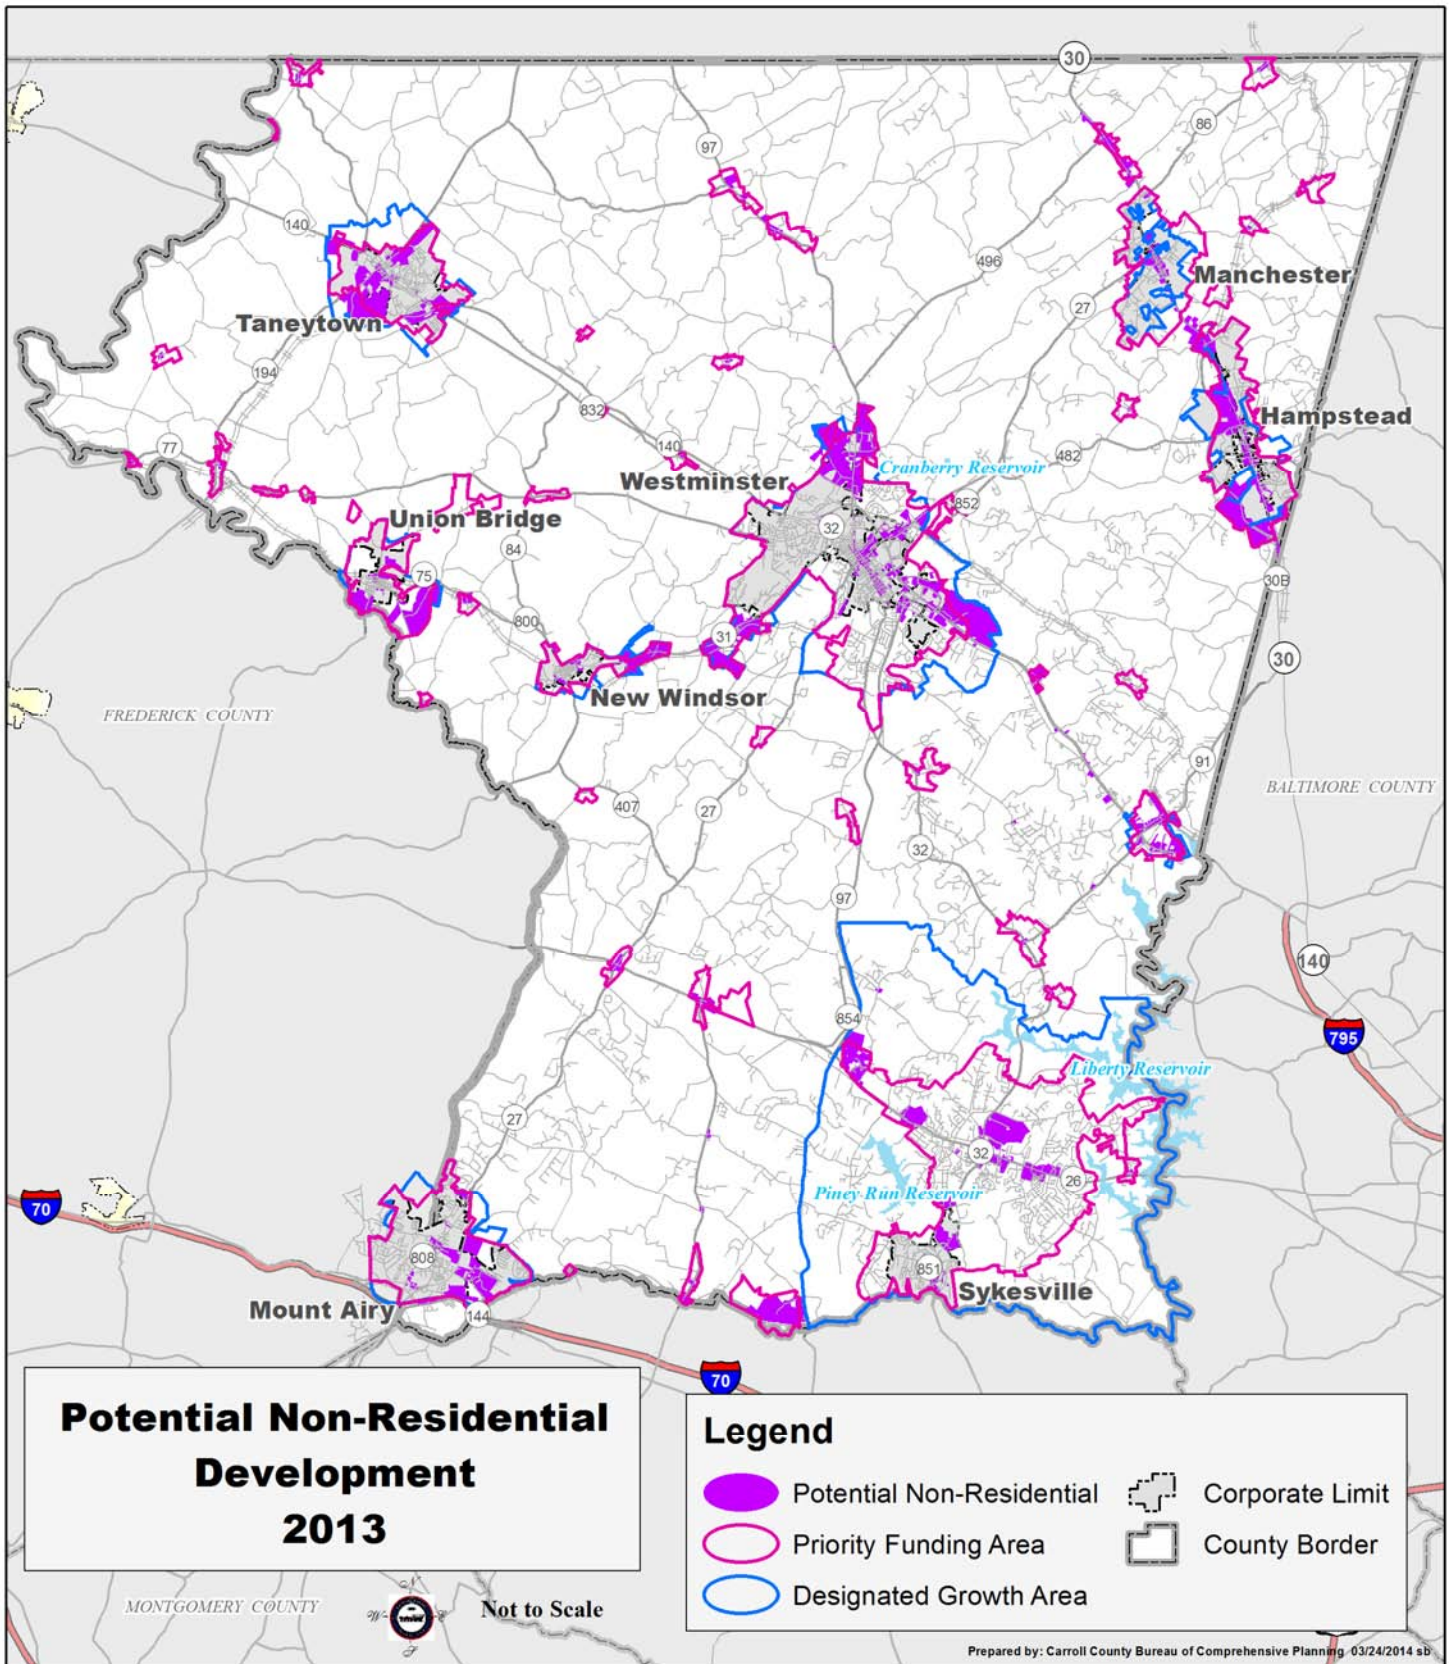 30
86
97
140
496
Manchester
27
Taneytown
194
832
Hampstead
77
140
482
Cranberry Reservoir
Westminster
852
Union Bridge
32
84
75
30B
800
31
30
New Windsor
FREDERICK COUNTY
91
BALTIMORE COUNTY
407
27
32
97
140
854
795
Liberty Reservoir
27
32
26
Piney Run Reservoir
70
808
851
Sykesville
Mount Airy
144
70
Potential Non-Residential
Development
2013
Legend
Potential Non-Residential
Corporate Limit
Priority Funding Area
County Border
Designated Growth Area
MONTGOMERY COUNTY
N
W
E
S
Not to Scale
Prepared by: Carroll County Bureau of Comprehensive Planning 03/24/2014 sb